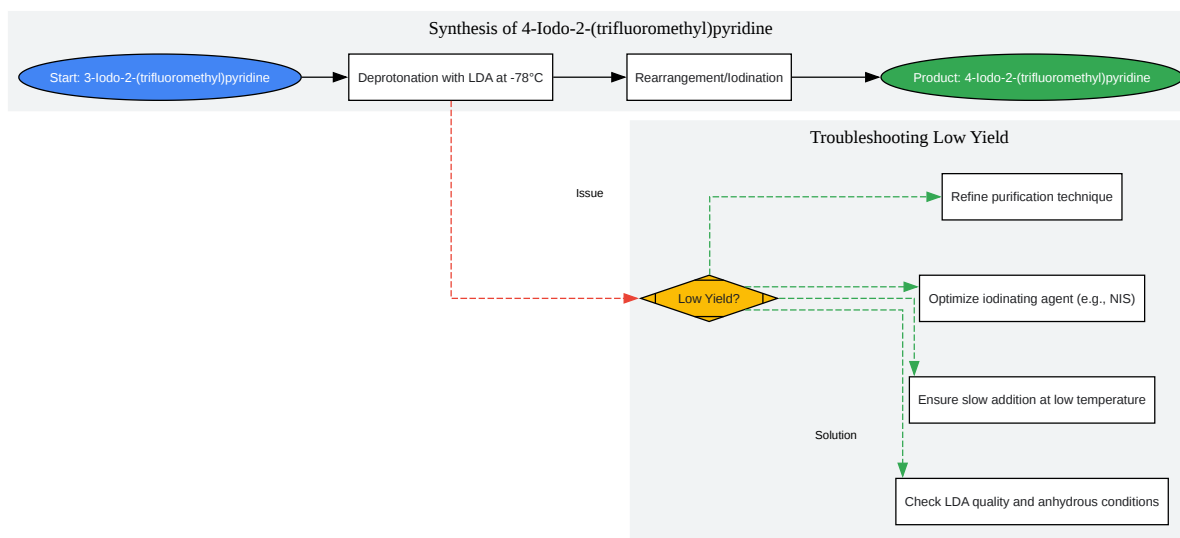 Synthesis of 4-Iodo-2-(trifluoromethyl)pyridine
Start: 3-Iodo-2-(trifluoromethyl)pyridine
Deprotonation with LDA at -78°C
Rearrangement/Iodination
Product: 4-Iodo-2-(trifluoromethyl)pyridine
Troubleshooting Low Yield
Issue
Refine purification technique
Low Yield?
Optimize iodinating agent (e.g., NIS)
Ensure slow addition at low temperature
Solution
Check LDA quality and anhydrous conditions